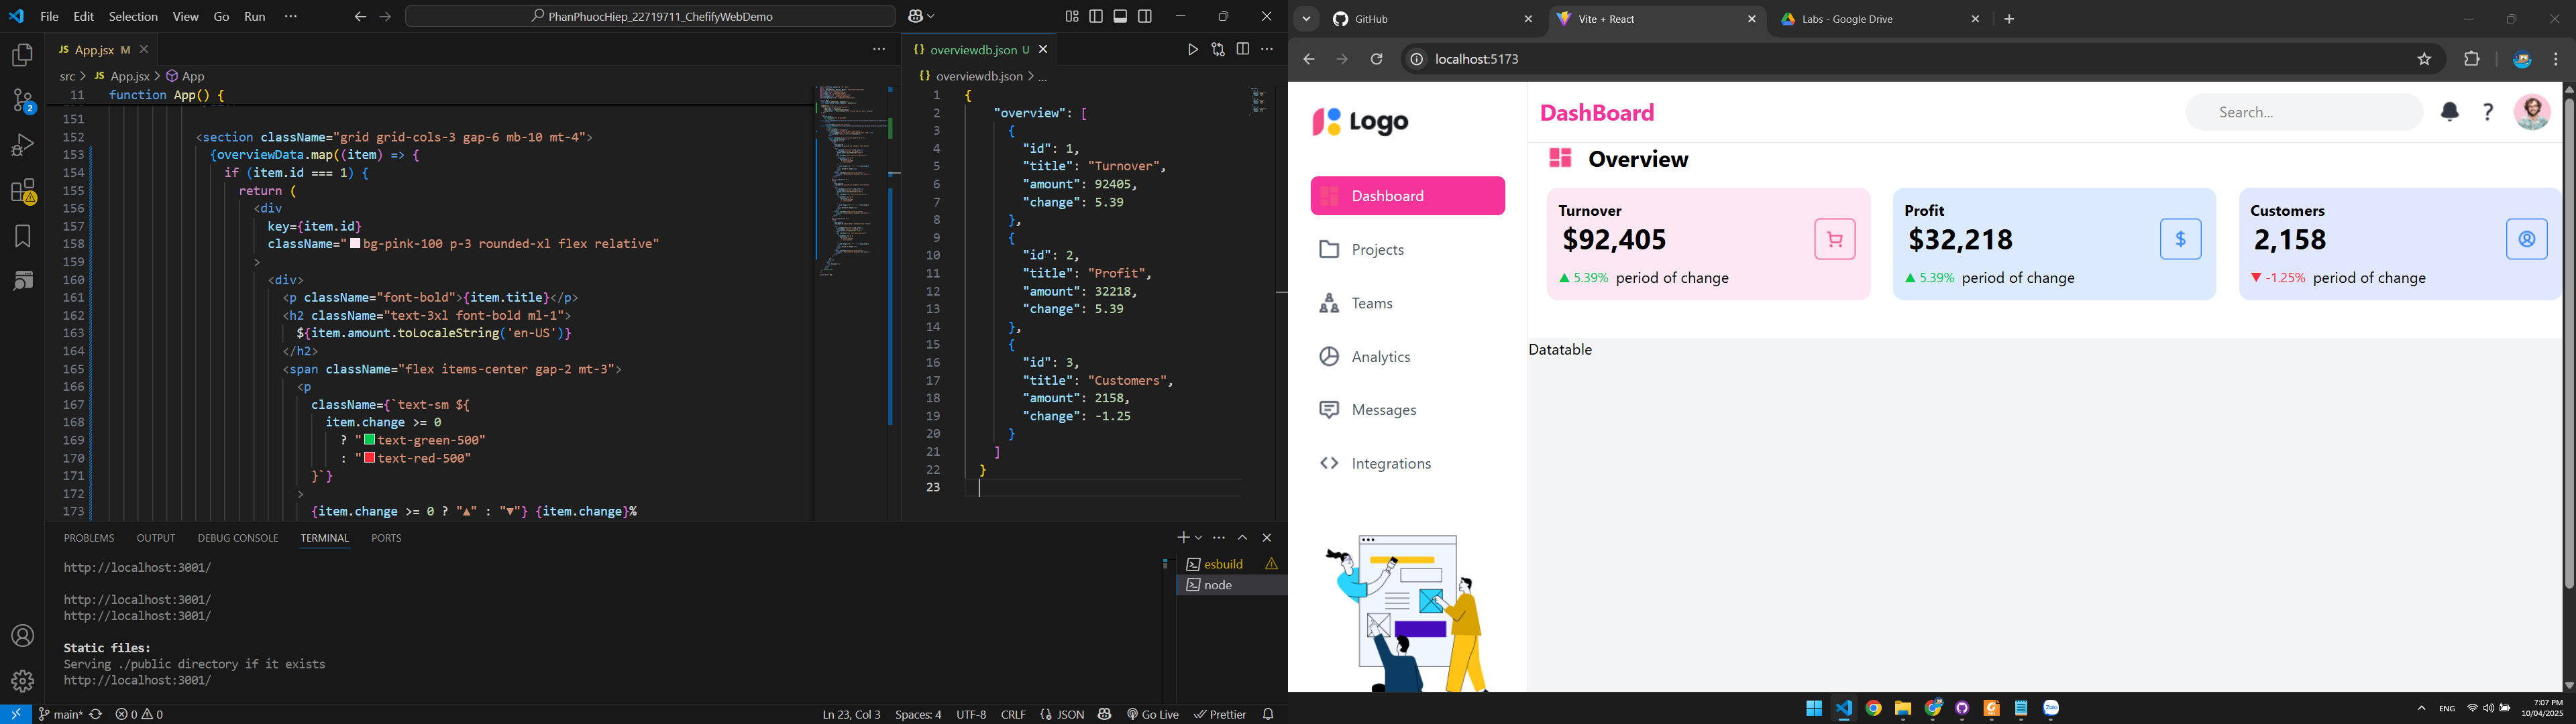 File Edit Selection View Go Run ···
PhanPhuocHiep_22719711_ChefifyWebDemo
JS App.jsx M
src > JS App.jsx > App
11 function App() {
151
152 <section className="grid grid-cols-3 gap-6 mb-10 mt-4">
153 {overviewData.map((item) => {
154 if (item.id === 1) {
155 return (
156 <div
157 key={item.id}
158 className="bg-pink-100 p-3 rounded-xl flex relative"
159 >
160 <div>
161 <p className="font-bold">{item.title}</p>
162 <h2 className="text-3xl font-bold ml-1">
163 ${item.amount.toLocaleString('en-US')}
164 </h2>
165 <span className="flex items-center gap-2 mt-3">
166 <p
167 className={`text-sm ${
168 item.change >= 0
169 ? "text-green-500"
170 : "text-red-500"
171 }`}
172 >
173 {item.change >= 0 ? "▲" : "▼"} {item.change}%
{} overviewdb.json U
{} overviewdb.json > ...
1 {
2 "overview": [
3 {
4 "id": 1,
5 "title": "Turnover",
6 "amount": 92405,
7 "change": 5.39
8 },
9 {
10 "id": 2,
11 "title": "Profit",
12 "amount": 32218,
13 "change": 5.39
14 },
15 {
16 "id": 3,
17 "title": "Customers",
18 "amount": 2158,
19 "change": -1.25
20 }
21 ]
22 }
23
PROBLEMS OUTPUT DEBUG CONSOLE TERMINAL PORTS
http://localhost:3001/
http://localhost:3001/
http://localhost:3001/
Static files:
Serving ./public directory if it exists
http://localhost:3001/
esbuild
node
2
main* 0 0
Ln 23, Col 3 Spaces: 4 UTF-8 CRLF {} JSON Go Live Prettier
GitHub
Vite + React
Labs - Google Drive
localhost:5173
Logo
Dashboard
Projects
Teams
Analytics
Messages
Integrations
DashBoard
Search...
Overview
Turnover
$92,405
▲ 5.39% period of change
Profit
$32,218
▲ 5.39% period of change
Customers
2,158
▼ -1.25% period of change
Datatable
ENG
7:07 PM
10/04/2025
Zalo